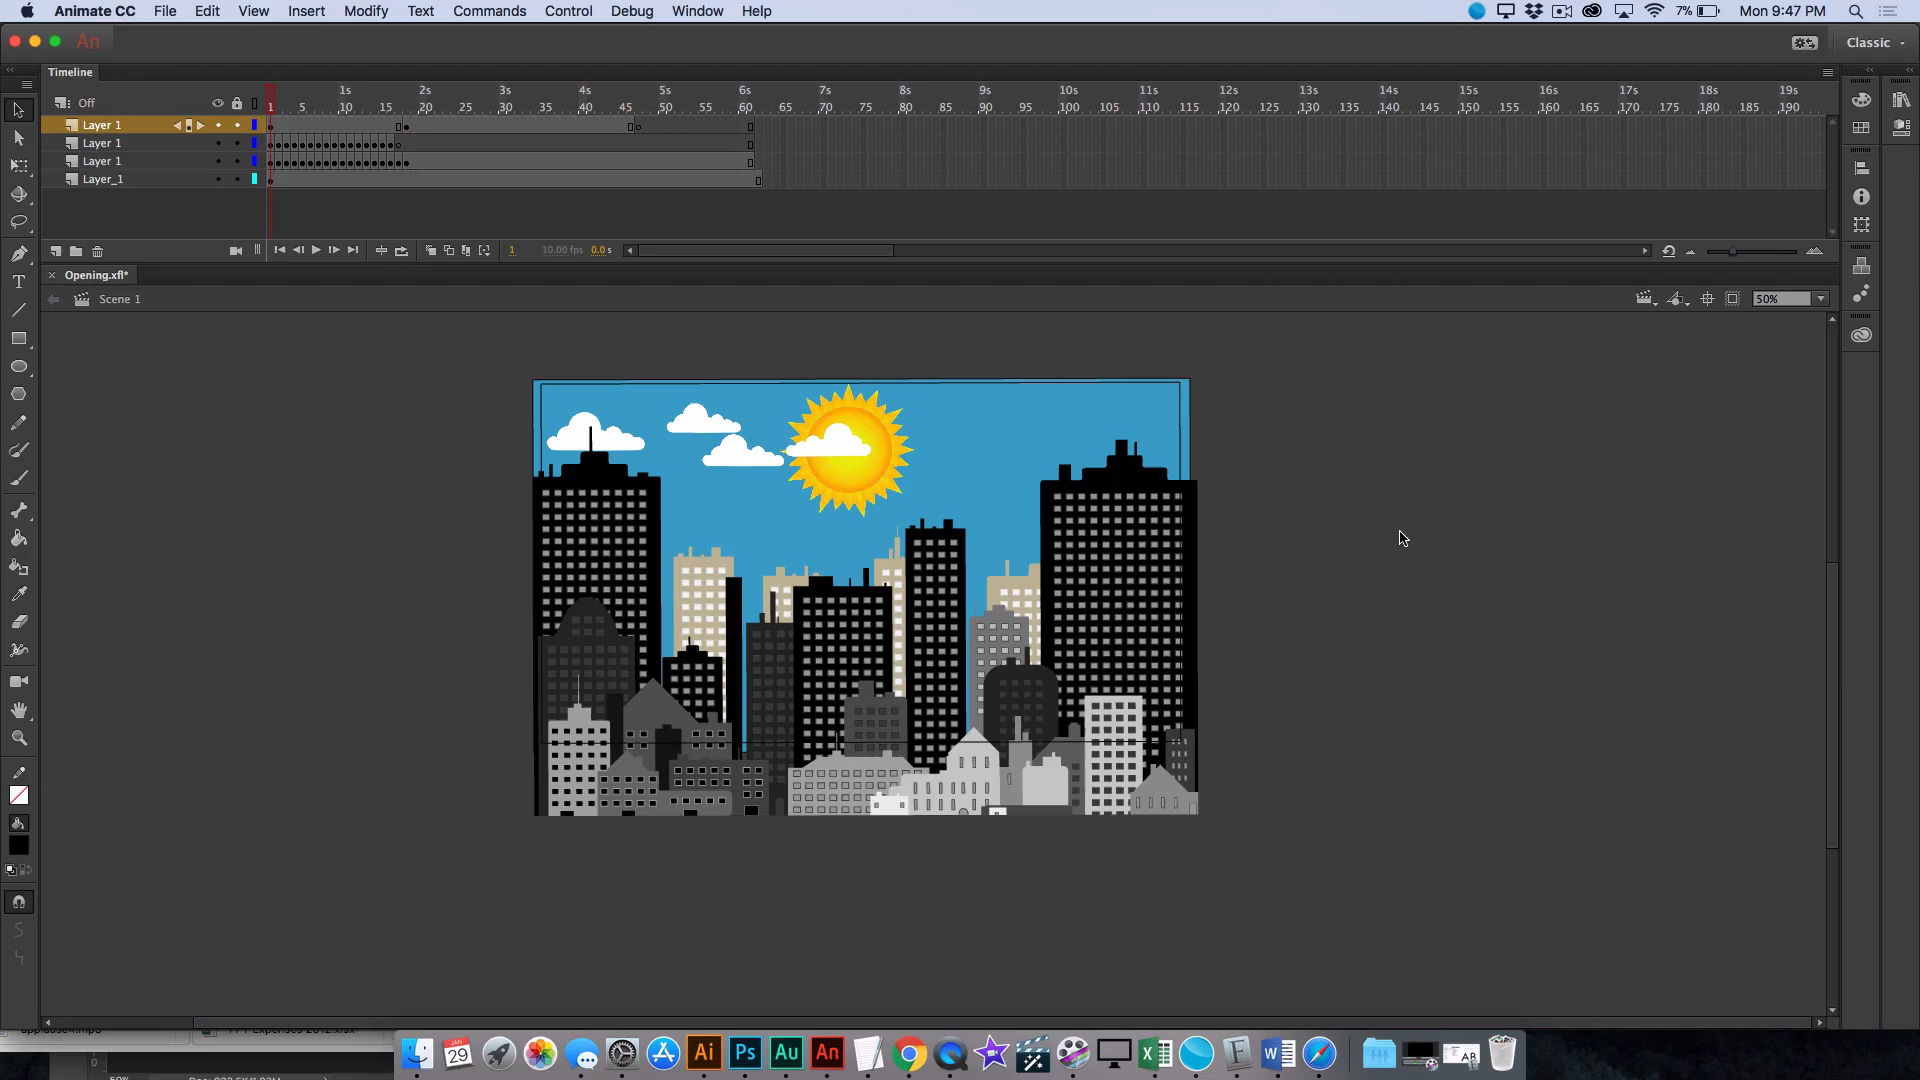 Animate CC File Edit View Insert Modify Text Commands Control Debug Window Help 7% Mon 9:47 PM
An Classic
Timeline
1s 2s 3s 4s 5s 6s 7s 8s 9s 10s 11s 12s 13s 14s 15s 16s 17s 18s 19s
Off 1 5 10 15 20 25 30 35 40 45 50 55 60 65 70 75 80 85 90 95 100 105 110 115 120 125 130 135 140 145 150 155 160 165 170 175 180 185 190
Layer 1
Layer 1
Layer 1
Layer_1
1 10.00 fps 0.0 s
Opening.xfl*
Scene 1 50%
T
JAN
29
Ai Ps Au An
X F W AB